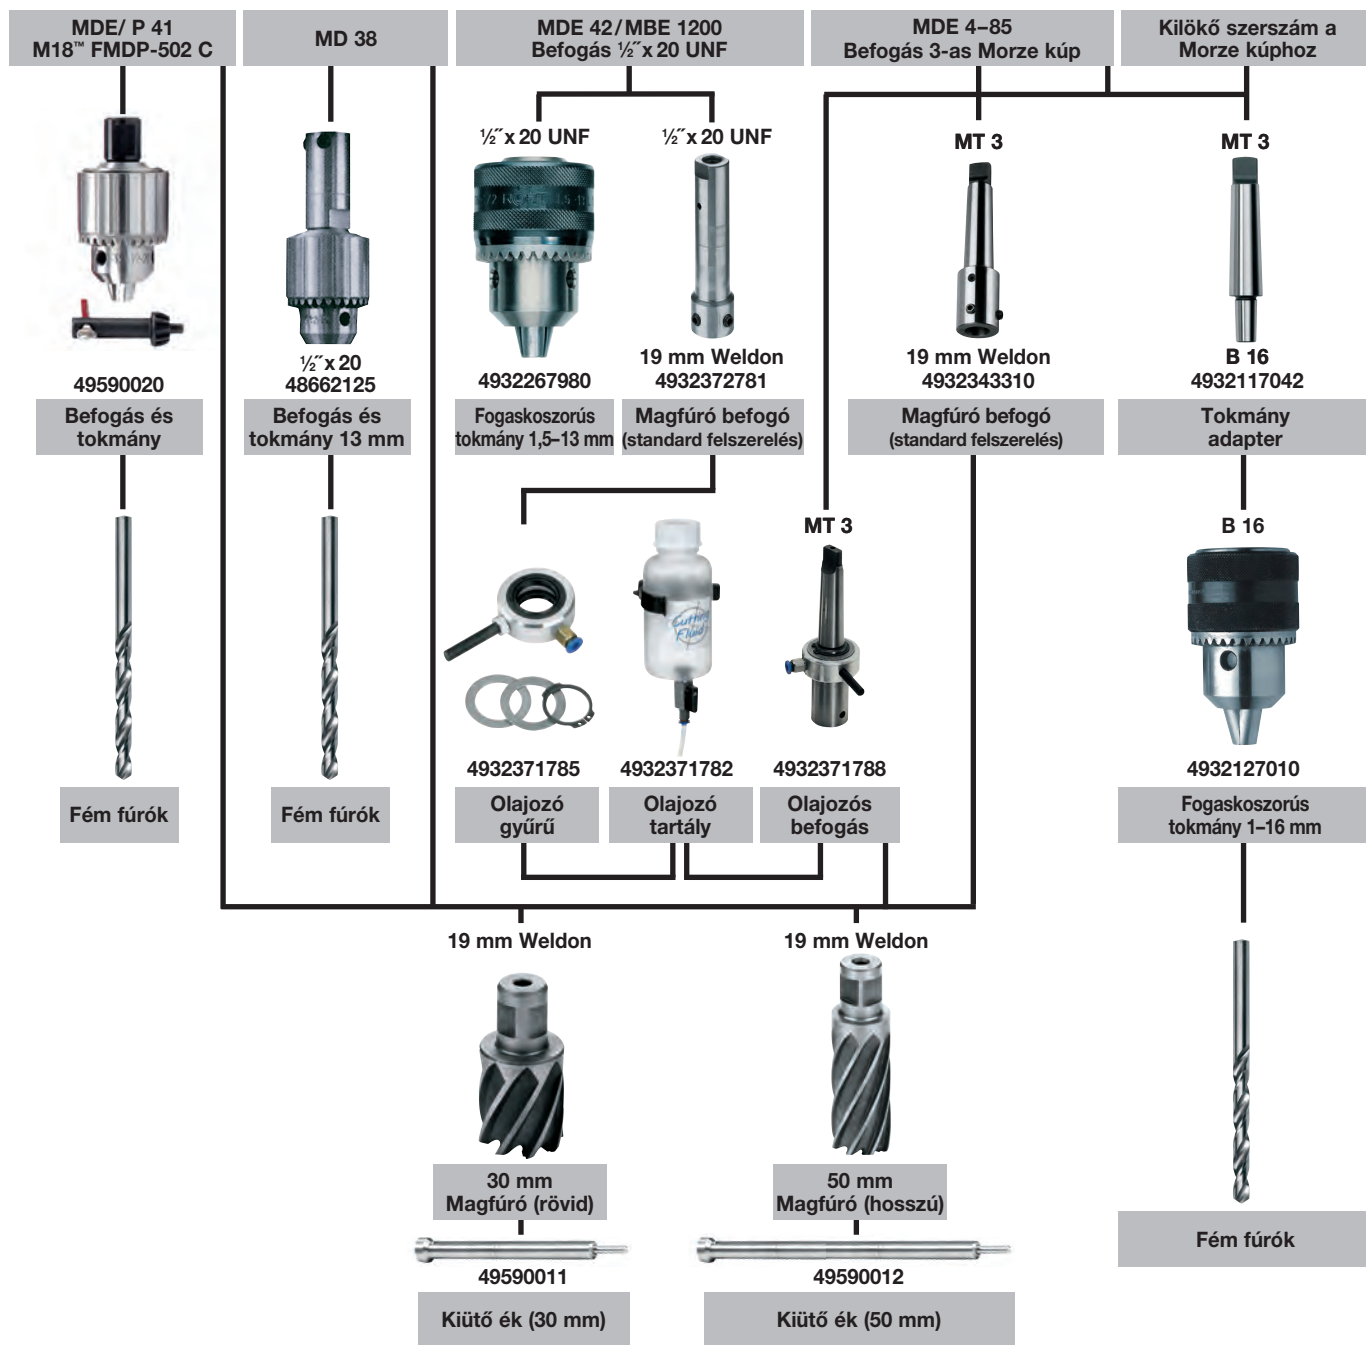 MDE/ P 41
M18™ FMDP-502 C
MD 38
MDE 42/MBE 1200
Befogás ½˝x 20 UNF
MDE 4–85
Befogás 3-as Morze kúp
Kilökő szerszám a
Morze kúphoz
½˝x 20 UNF
½˝x 20 UNF
MT 3
MT 3
½˝x 20
19 mm Weldon
19 mm Weldon
B 16
49590020
48662125
4932267980
4932372781
4932343310
4932117042
Befogás és
tokmány
Befogás és
tokmány 13 mm
Fogaskoszorús
tokmány 1,5–13 mm
Magfúró befogó
(standard felszerelés)
Magfúró befogó
(standard felszerelés)
Tokmány
adapter
MT 3
B 16
Cutting
Fluid
4932371785
4932371782
4932371788
4932127010
Fém fúrók
Fém fúrók
Olajozó
gyűrű
Olajozó
tartály
Olajozós
befogás
Fogaskoszorús
tokmány 1–16 mm
19 mm Weldon
19 mm Weldon
30 mm
Magfúró (rövid)
50 mm
Magfúró (hosszú)
Fém fúrók
49590011
49590012
Kiütő ék (30 mm)
Kiütő ék (50 mm)